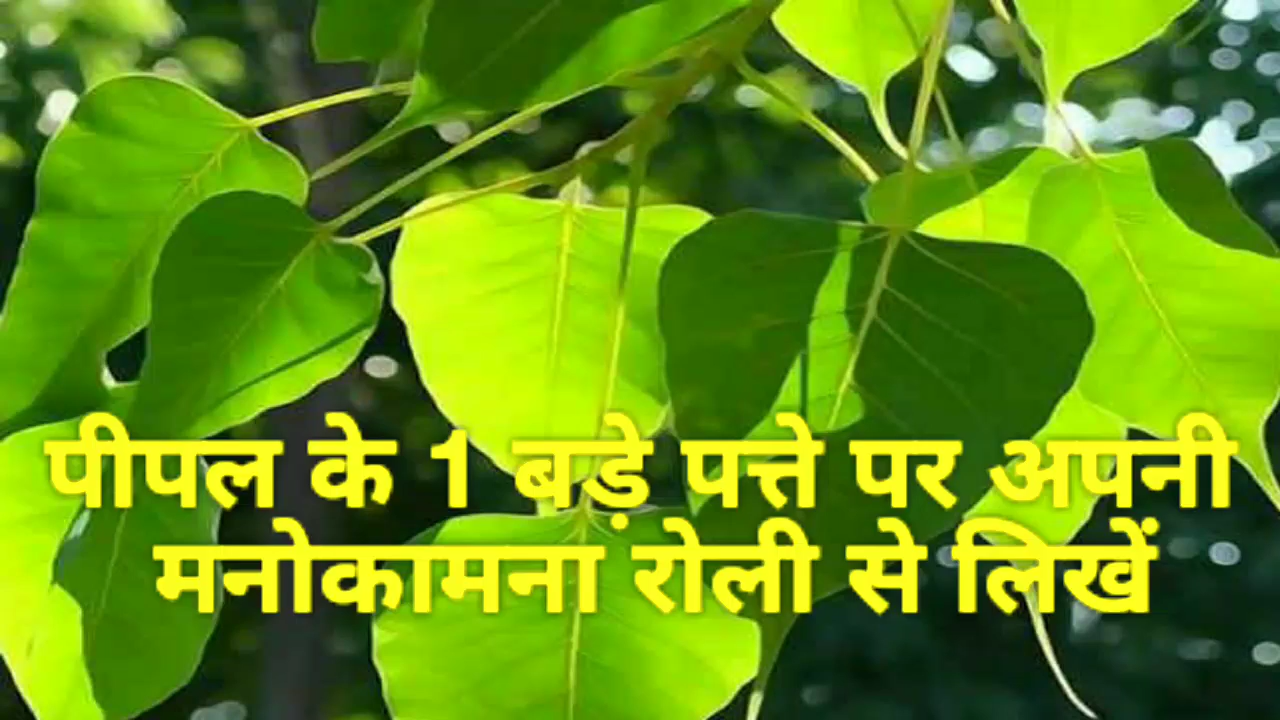 पीपल के 1 बड़े पत्ते पर अपनी
मनोकामना रोली से लिखें